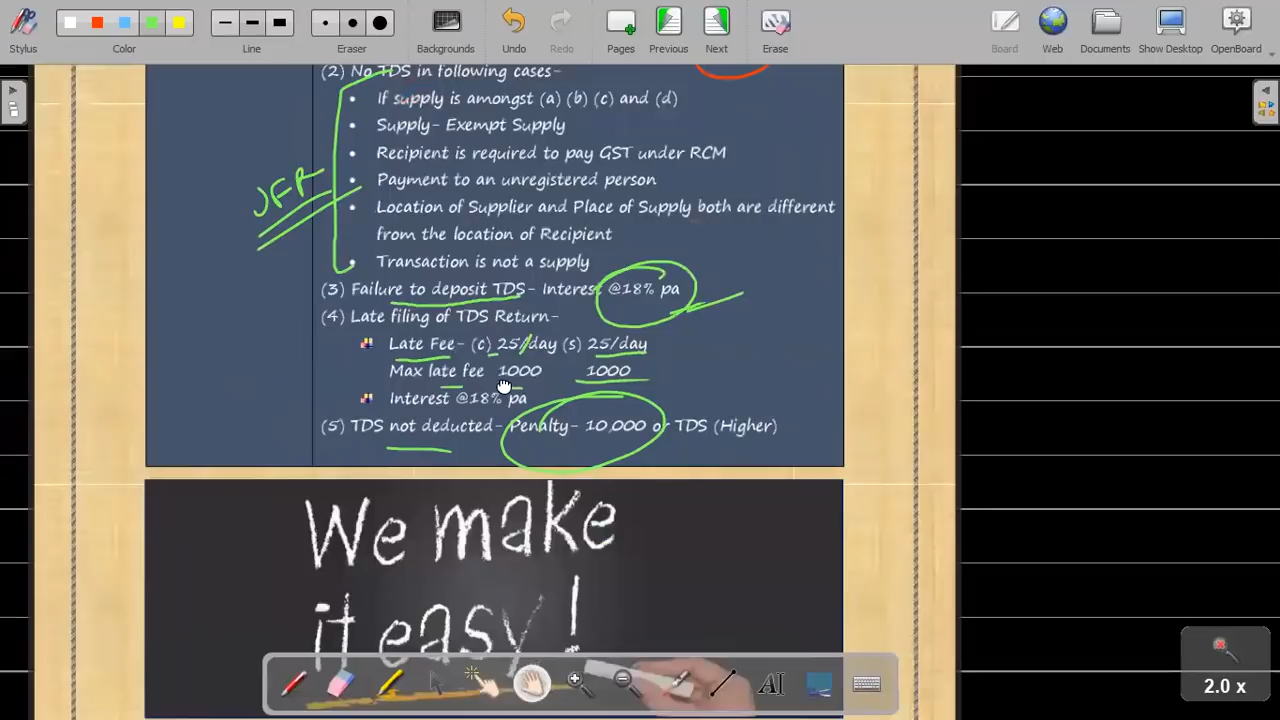 Stylus
Color
Line
Eraser
Backgrounds
Undo
Redo
Pages
Previous
Next
Erase
Board
Web
Documents
Show Desktop
OpenBoard
(2) No TDS in following cases-
• If supply is amongst (a) (b) (c) and (d)
• Supply- Exempt Supply
• Recipient is required to pay GST under RCM
• Payment to an unregistered person
• Location of Supplier and Place of Supply both are different
from the location of Recipient
• Transaction is not a supply
(3) Failure to deposit TDS- Interest @18% pa
(4) Late filing of TDS Return-
Late Fee- (c) 25/day (s) 25/day
Max late fee 1000 1000
Interest @18% pa
(5) TDS not deducted- Penalty- 10,000 or TDS (Higher)
We make
it easy!
AI
2.0 x